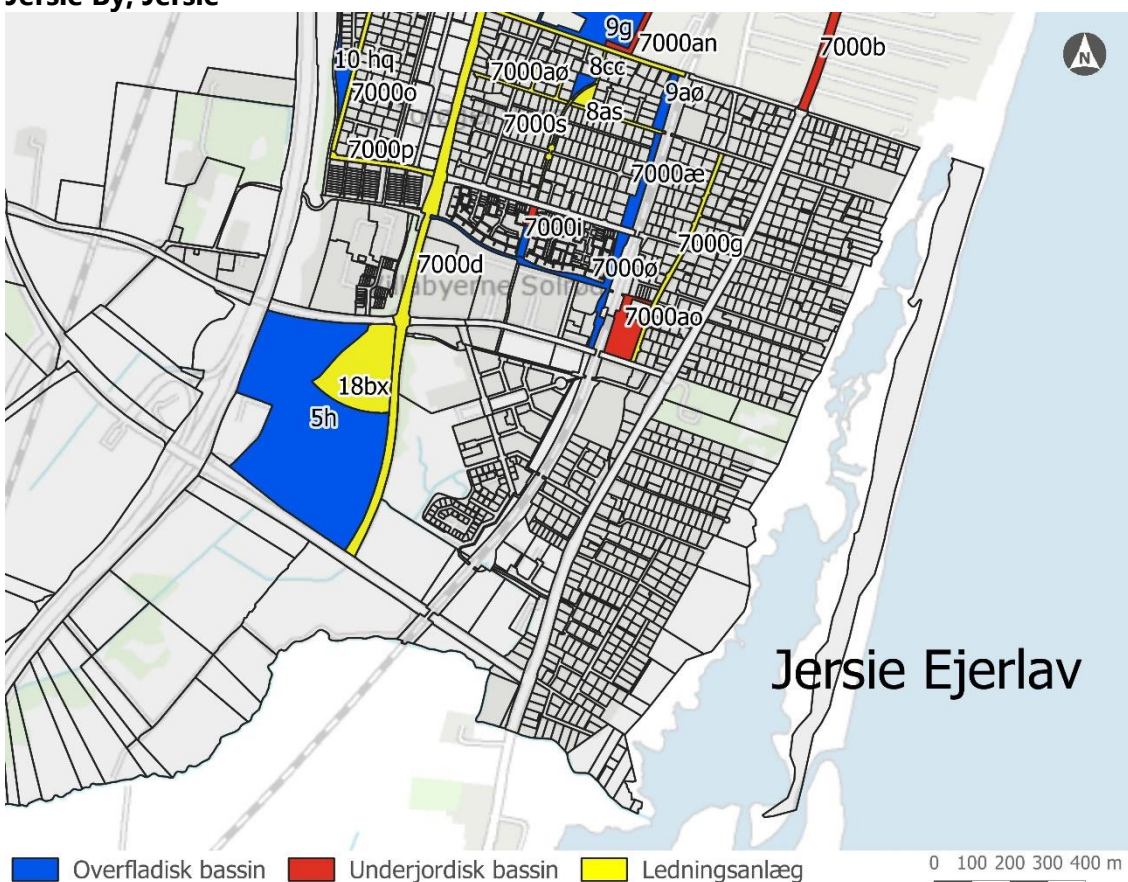 Jersie By, Jersie
9g
7000an
7000b
N
10-hq
7000aø
8cc
7000o
9aø
8as
7000s
7000p
7000æ
7000i
7000g
7000d
7000ø
7000ao
18bx
5h
Jersie Ejerlav
Overfladisk bassin
Underjordisk bassin
Ledningsanlæg
0 100 200 300 400 m